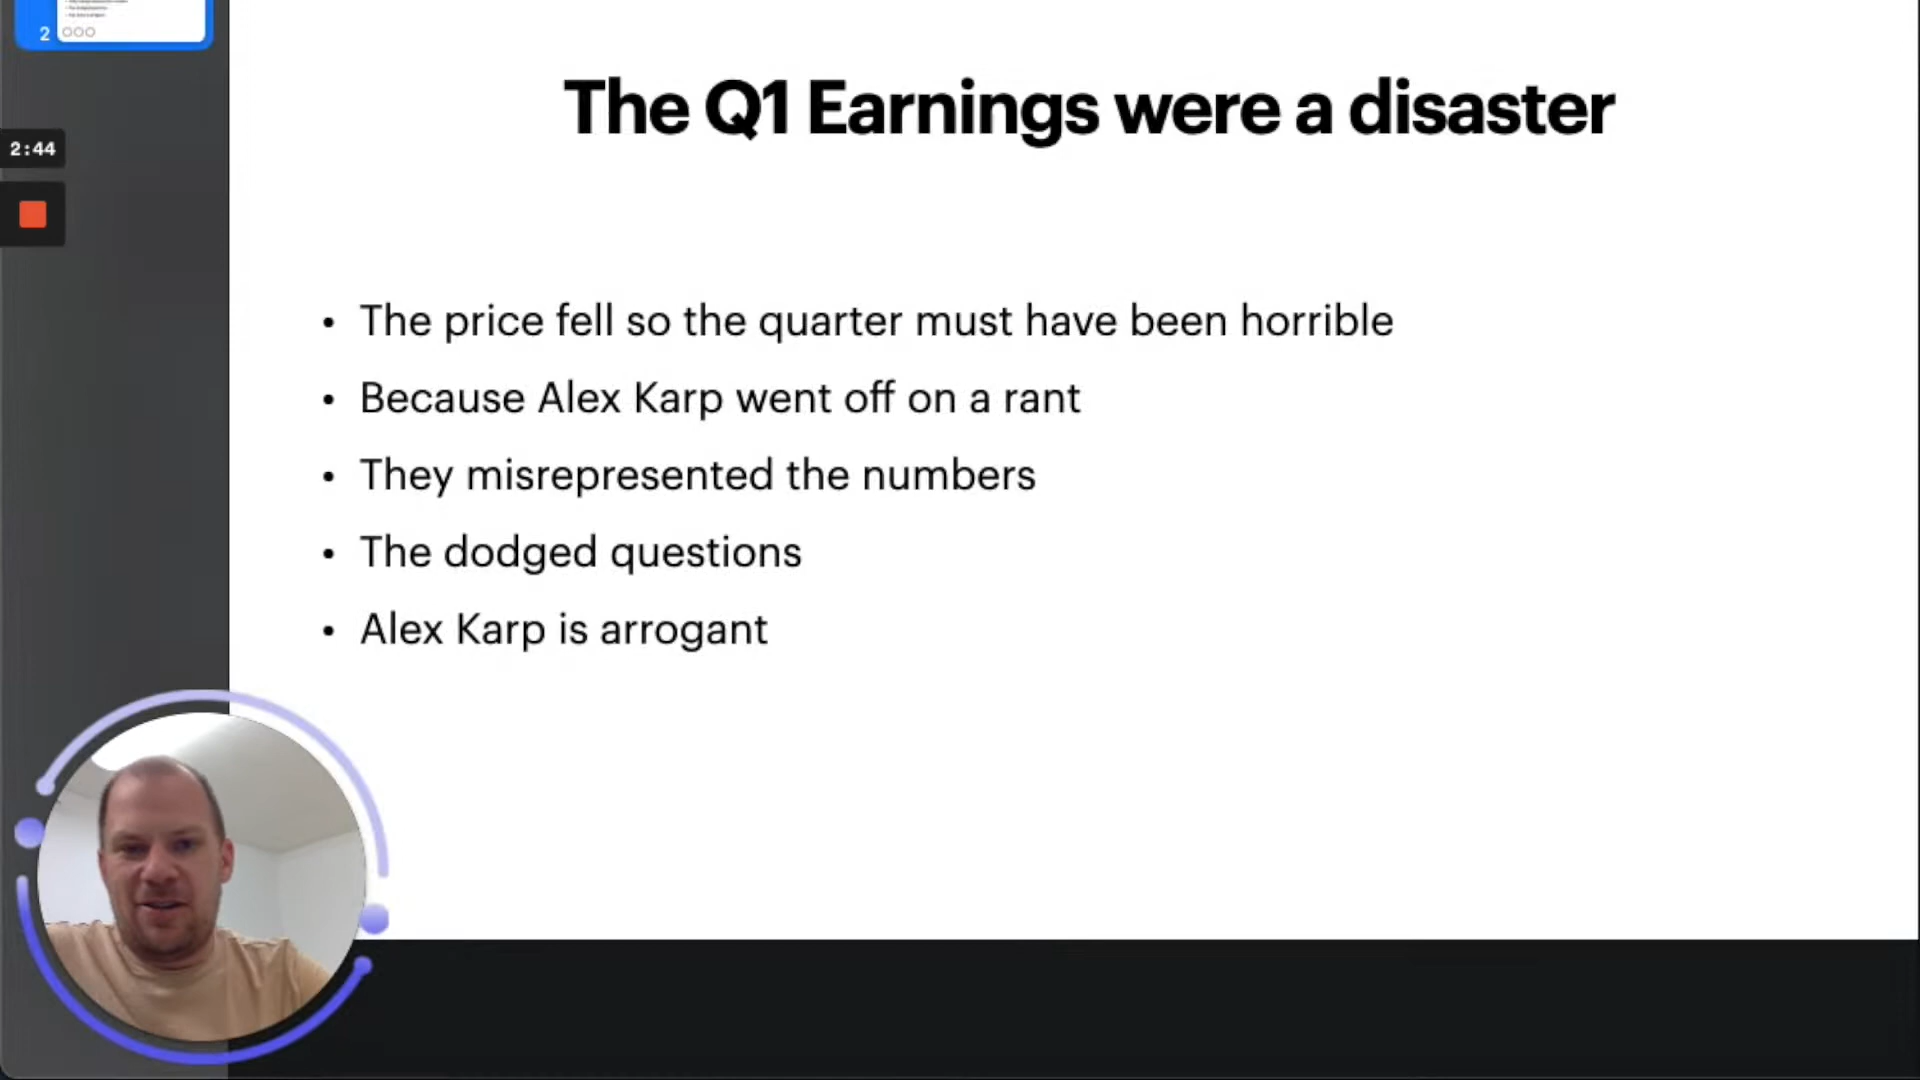 2
The Q1 Earnings were a disaster
2:44
• The price fell so the quarter must have been horrible
• Because Alex Karp went off on a rant
• They misrepresented the numbers
• The dodged questions
• Alex Karp is arrogant